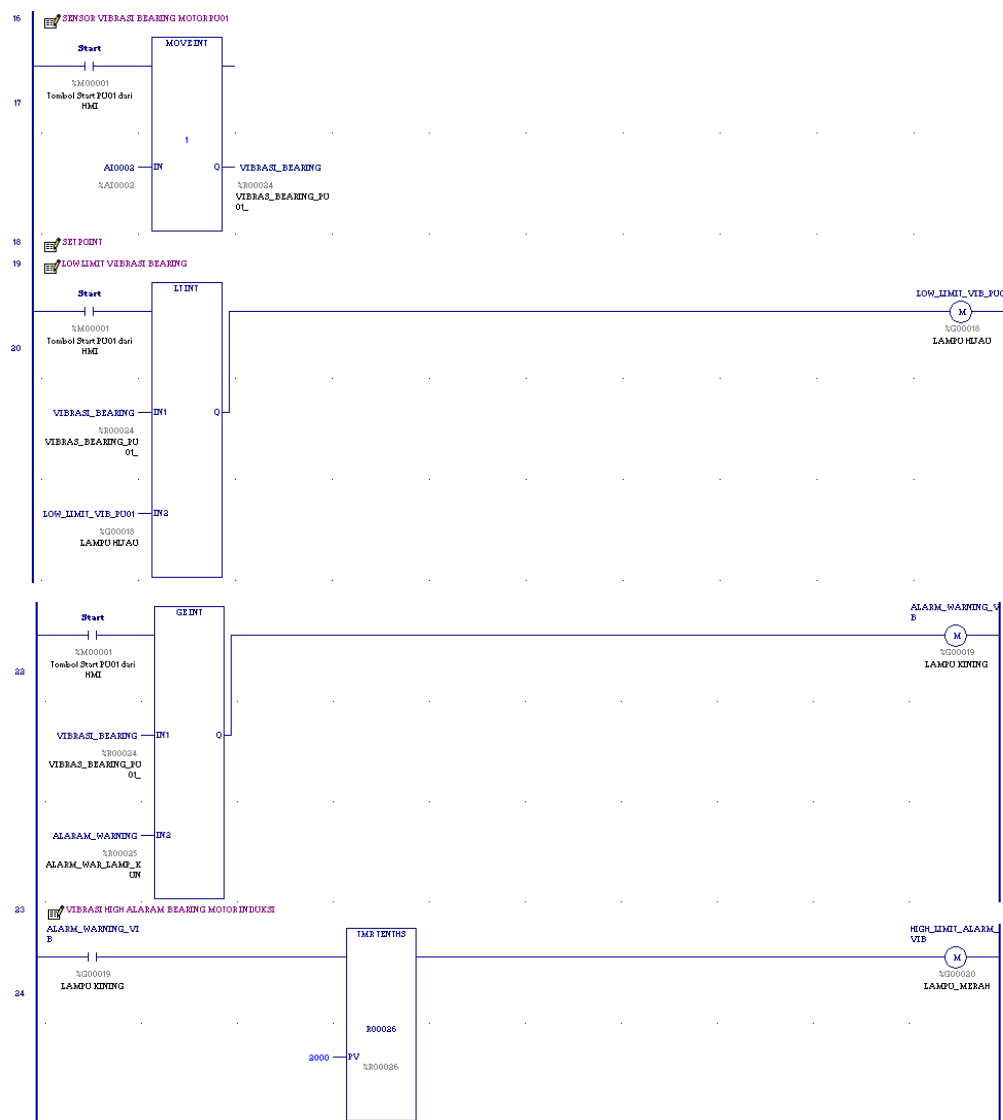 16 SENSOR VIBRASI BEARING MOTOR PU01
Start
MOVE INT
%M00001
Tombol Start PU01 dari
HMI
17
1
AI0002 IN Q VIBRASI_BEARING
%AI0002
%R00024
VIBRAS_BEARING_PU
01_
18 SETPOINT
19 LOW LIMIT VIBRASI BEARING
Start
LT INT
LOW_LIMIT_VIB_PU0
M
%M00001
Tombol Start PU01 dari
HMI
%G00018
LAMPU HIJAU
20
VIBRASI_BEARING IN1 Q
%R00024
VIBRAS_BEARING_PU
01_
LOW_LIMIT_VIB_PU01 IN2
%G00018
LAMPU HIJAU
Start
GE INT
ALARM_WARNING_V
B
M
%M00001
Tombol Start PU01 dari
HMI
%G00019
LAMPU KINING
22
VIBRASI_BEARING IN1 Q
%R00024
VIBRAS_BEARING_PU
01_
ALARAM_WARNING IN2
%R00025
ALARM_WAR_LAMP_K
UN
23 VIBRASI HIGH ALARAM BEARING MOTOR INDUKSI
ALARM_WARNING_VI
B
TMR TENTHS
HIGH_LIMIT_ALARM_
VIB
M
%G00019
LAMPU KINING
%G00020
LAMPU_MERAH
24
R00026
2000 PV
%R00026